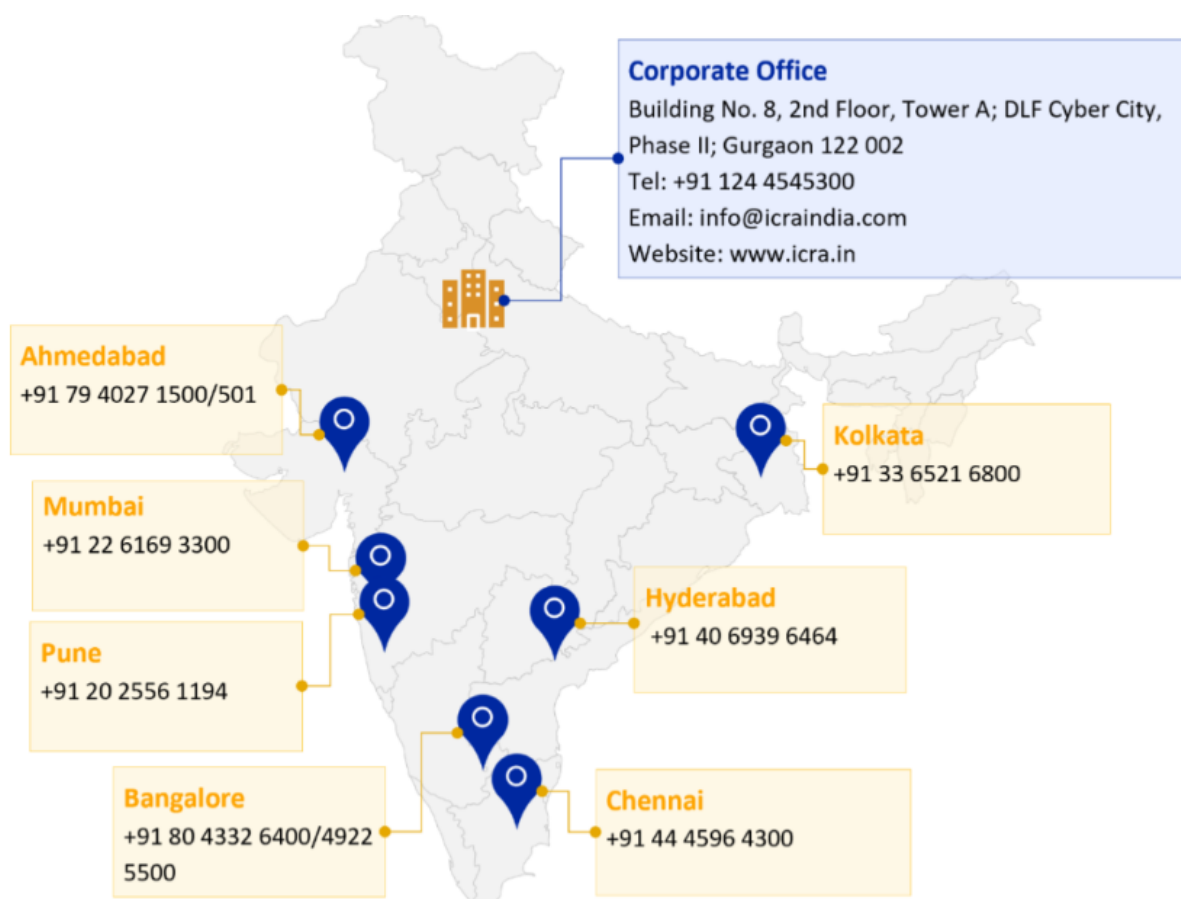 Corporate Office
Building No. 8, 2nd Floor, Tower A; DLF Cyber City,
Phase II; Gurgaon 122 002
Tel: +91 124 4545300
Email: info@icraindia.com
Website: www.icra.in
Ahmedabad
+91 79 4027 1500/501
Kolkata
+91 33 6521 6800
Mumbai
+91 22 6169 3300
Hyderabad
+91 40 6939 6464
Pune
+91 20 2556 1194
Bangalore
+91 80 4332 6400/4922
5500
Chennai
+91 44 4596 4300